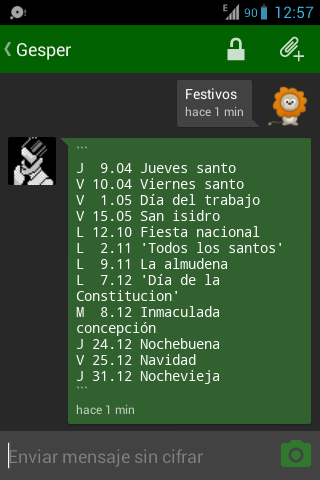 E 90 12:57
Gesper
Festivos
hace 1 min
```
J  9.04 Jueves santo
V 10.04 Viernes santo
V  1.05 Día del trabajo
V 15.05 San isidro
L 12.10 Fiesta nacional
L  2.11 'Todos los santos'
L  9.11 La almudena
L  7.12 'Día de la
Constitucion'
M  8.12 Inmaculada
concepción
J 24.12 Nochebuena
V 25.12 Navidad
J 31.12 Nochevieja
```
hace 1 min
Enviar mensaje sin cifrar